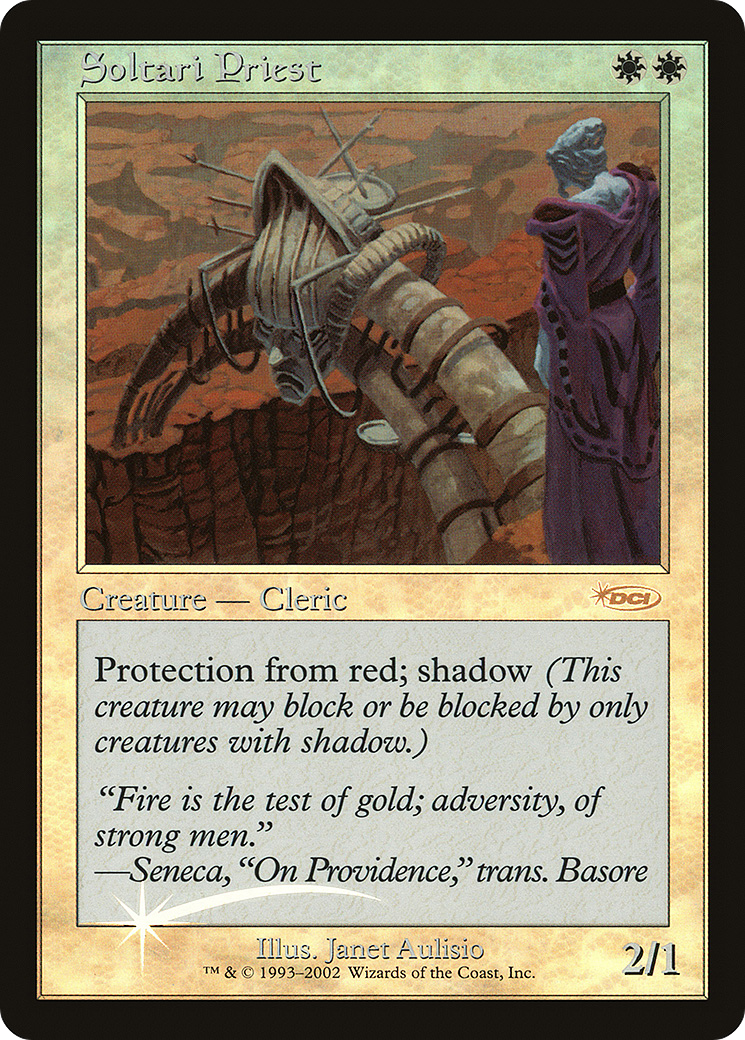 Soltari Priest
Creature — Cleric
DCI
Protection from red; shadow (This
creature may block or be blocked by only
creatures with shadow.)
“Fire is the test of gold; adversity, of
strong men.”
—Seneca, “On Providence,” trans. Basore
Illus. Janet Aulisio
™ & © 1993–2002 Wizards of the Coast, Inc.
2/1